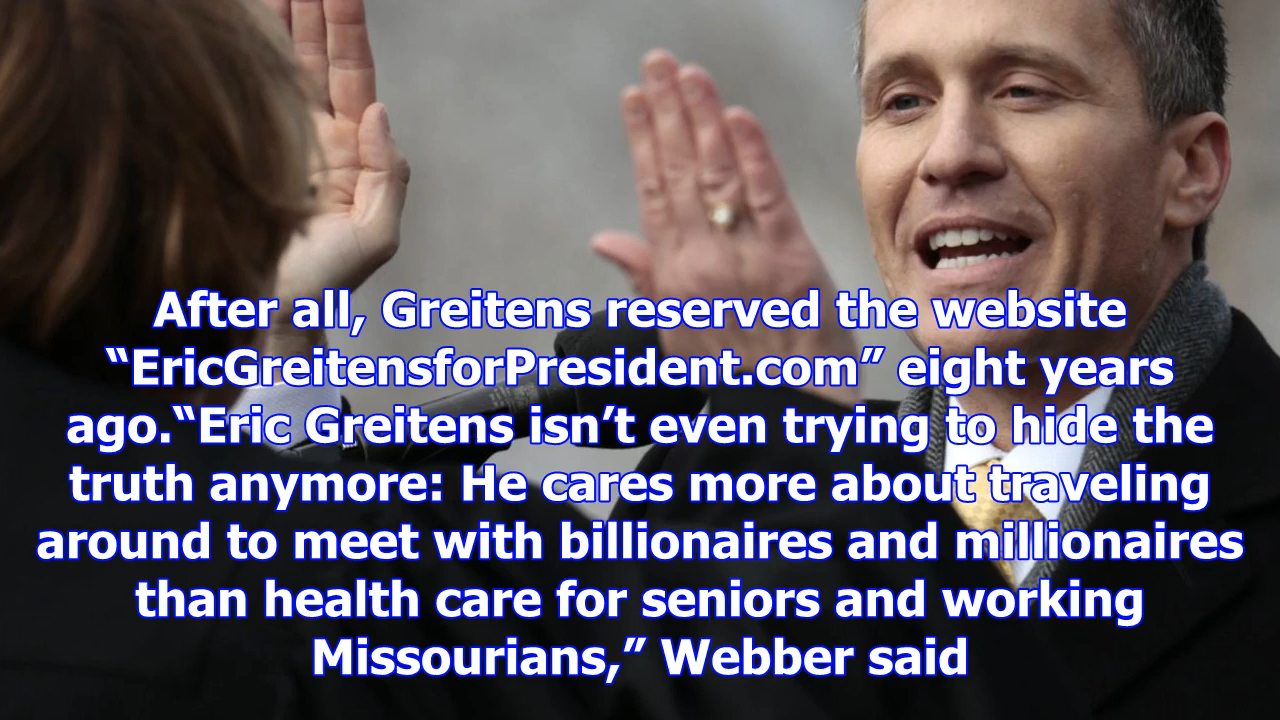 After all, Greitens reserved the website
“EricGreitensforPresident.com” eight years
ago.“Eric Greitens isn’t even trying to hide the
truth anymore: He cares more about traveling
around to meet with billionaires and millionaires
than health care for seniors and working
Missourians,” Webber said